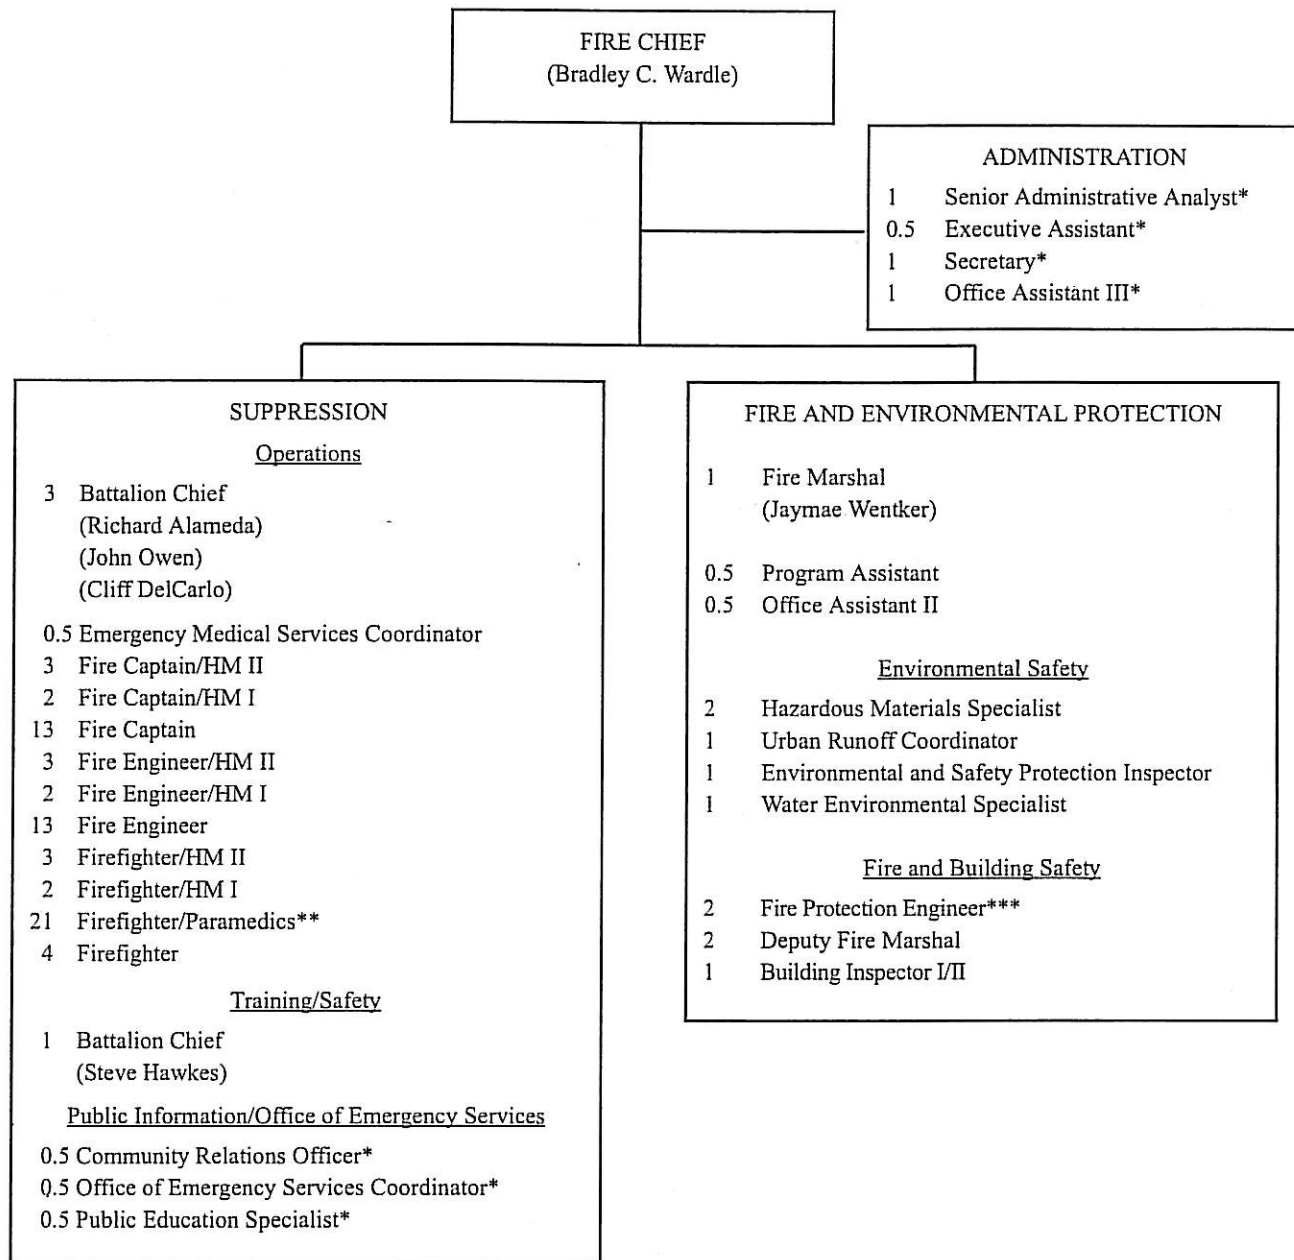 FIRE CHIEF
(Bradley C. Wardle)
ADMINISTRATION
1 Senior Administrative Analyst*
0.5 Executive Assistant*
1 Secretary*
1 Office Assistant III*
SUPPRESSION
Operations
3 Battalion Chief
(Richard Alameda)
(John Owen)
(Cliff DelCarlo)
0.5 Emergency Medical Services Coordinator
3 Fire Captain/HM II
2 Fire Captain/HM I
13 Fire Captain
3 Fire Engineer/HM II
2 Fire Engineer/HM I
13 Fire Engineer
3 Firefighter/HM II
2 Firefighter/HM I
21 Firefighter/Paramedics**
4 Firefighter
Training/Safety
1 Battalion Chief
(Steve Hawkes)
Public Information/Office of Emergency Services
0.5 Community Relations Officer*
0.5 Office of Emergency Services Coordinator*
0.5 Public Education Specialist*
FIRE AND ENVIRONMENTAL PROTECTION
1 Fire Marshal
(Jaymae Wentker)
0.5 Program Assistant
0.5 Office Assistant II
Environmental Safety
2 Hazardous Materials Specialist
1 Urban Runoff Coordinator
1 Environmental and Safety Protection Inspector
1 Water Environmental Specialist
Fire and Building Safety
2 Fire Protection Engineer***
2 Deputy Fire Marshal
1 Building Inspector I/II